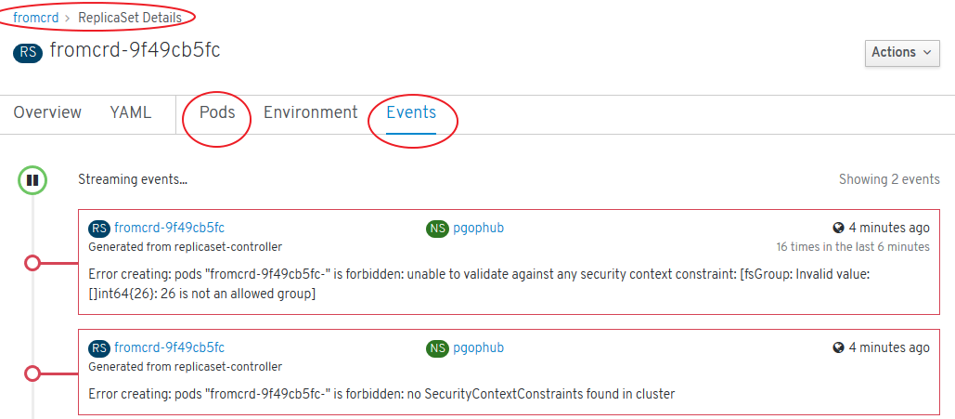 fromcrd > ReplicaSet Details
RS fromcrd-9f49cb5fc
Actions
Overview YAML Pods Environment Events
Streaming events...
Showing 2 events
RS fromcrd-9f49cb5fc NS pgophub 4 minutes ago
Generated from replicaset-controller 16 times in the last 6 minutes
Error creating: pods "fromcrd-9f49cb5fc-" is forbidden: unable to validate against any security context constraint: [fsGroup: Invalid value:
[]int64{26}: 26 is not an allowed group]
RS fromcrd-9f49cb5fc NS pgophub 4 minutes ago
Generated from replicaset-controller
Error creating: pods "fromcrd-9f49cb5fc-" is forbidden: no SecurityContextConstraints found in cluster